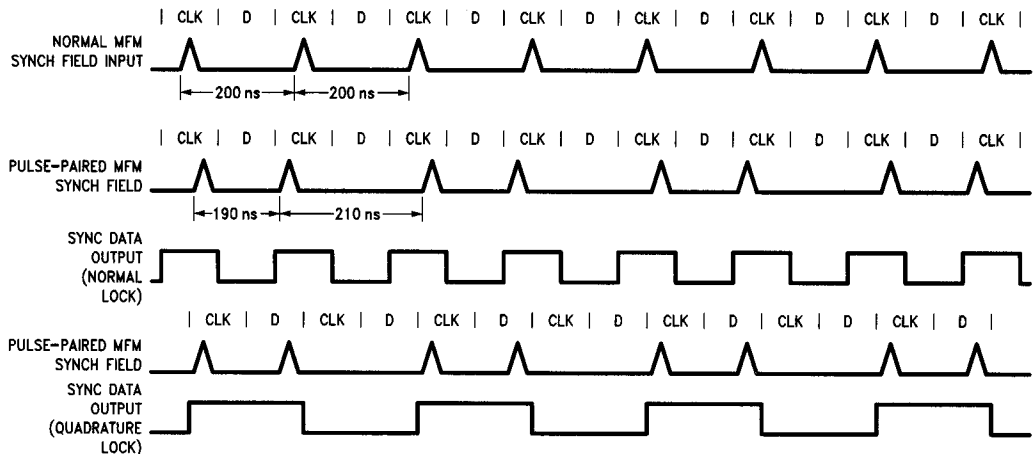 | CLK | D | CLK | D | CLK | D | CLK | D | CLK | D | CLK | D | CLK | D | CLK |
NORMAL MFM
SYNCH FIELD INPUT
200 ns
200 ns
| CLK | D | CLK | D | CLK | D | CLK | D | CLK | D | CLK | D | CLK | D | CLK |
PULSE-PAIRED MFM
SYNCH FIELD
190 ns
210 ns
SYNC DATA
OUTPUT
(NORMAL
LOCK)
| CLK | D | CLK | D | CLK | D | CLK | D | CLK | D | CLK | D | CLK | D |
PULSE-PAIRED MFM
SYNCH FIELD
SYNC DATA
OUTPUT
(QUADRATURE
LOCK)